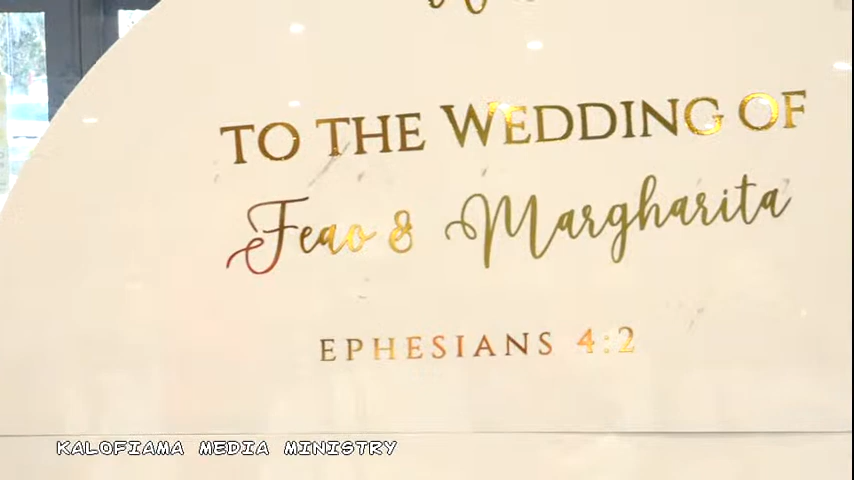 TO THE WEDDING OF
Feao & Margharita
EPHESIANS 4:2
KALOFIAMA MEDIA MINISTRY